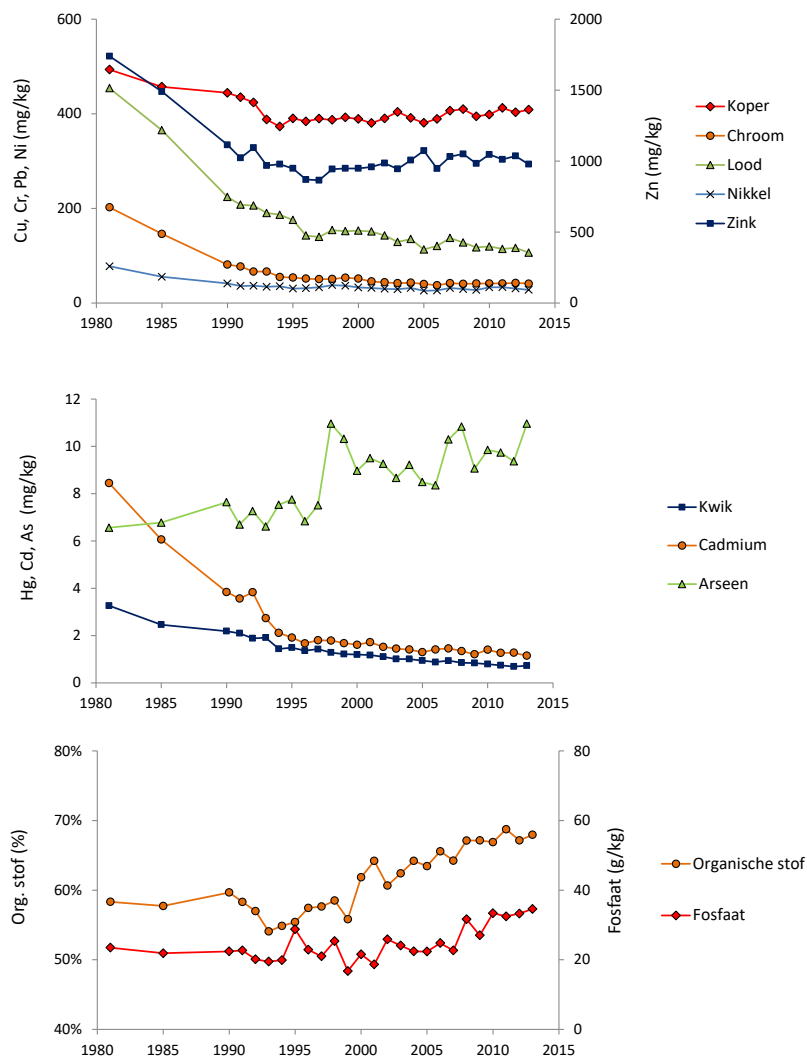 600
400
200
0
Cu, Cr, Pb, Ni (mg/kg)
2000
1500
1000
500
0
Zn (mg/kg)
1980 1985 1990 1995 2000 2005 2010 2015
Koper
Chroom
Lood
Nikkel
Zink
12
10
8
6
4
2
0
Hg, Cd, As (mg/kg)
1980 1985 1990 1995 2000 2005 2010 2015
Kwik
Cadmium
Arseen
80%
70%
60%
50%
40%
Org. stof (%)
80
60
40
20
0
Fosfaat (g/kg)
1980 1985 1990 1995 2000 2005 2010 2015
Organische stof
Fosfaat